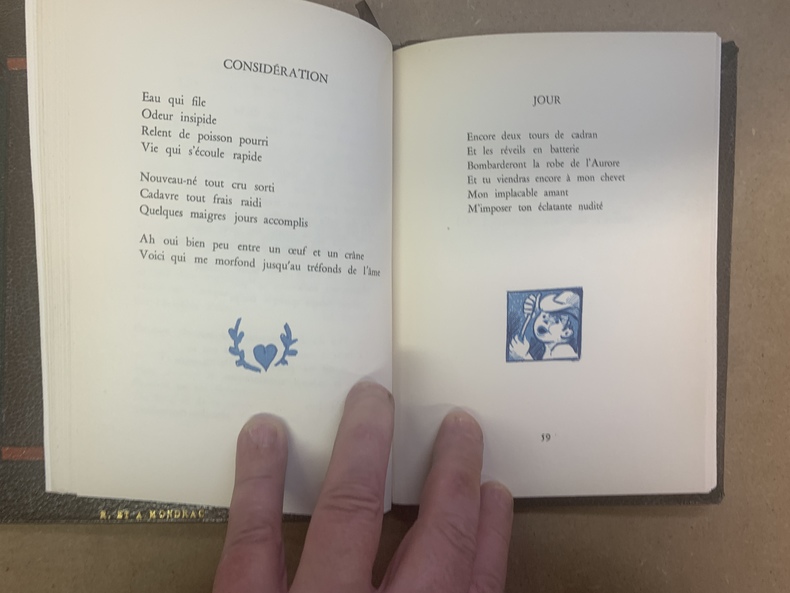 CONSIDÉRATION
Eau qui file
Odeur insipide
Relent de poisson pourri
Vie qui s'écoule rapide
Nouveau-né tout cru sorti
Cadavre tout frais raidi
Quelques maigres jours accomplis
Ah oui bien peu entre un œuf et un crâne
Voici qui me morfond jusqu'au tréfonds de l'âme
JOUR
Encore deux tours de cadran
Et les réveils en batterie
Bombarderont la robe de l'Aurore
Et tu viendras encore à mon chevet
Mon implacable amant
M'imposer ton éclatante nudité
59